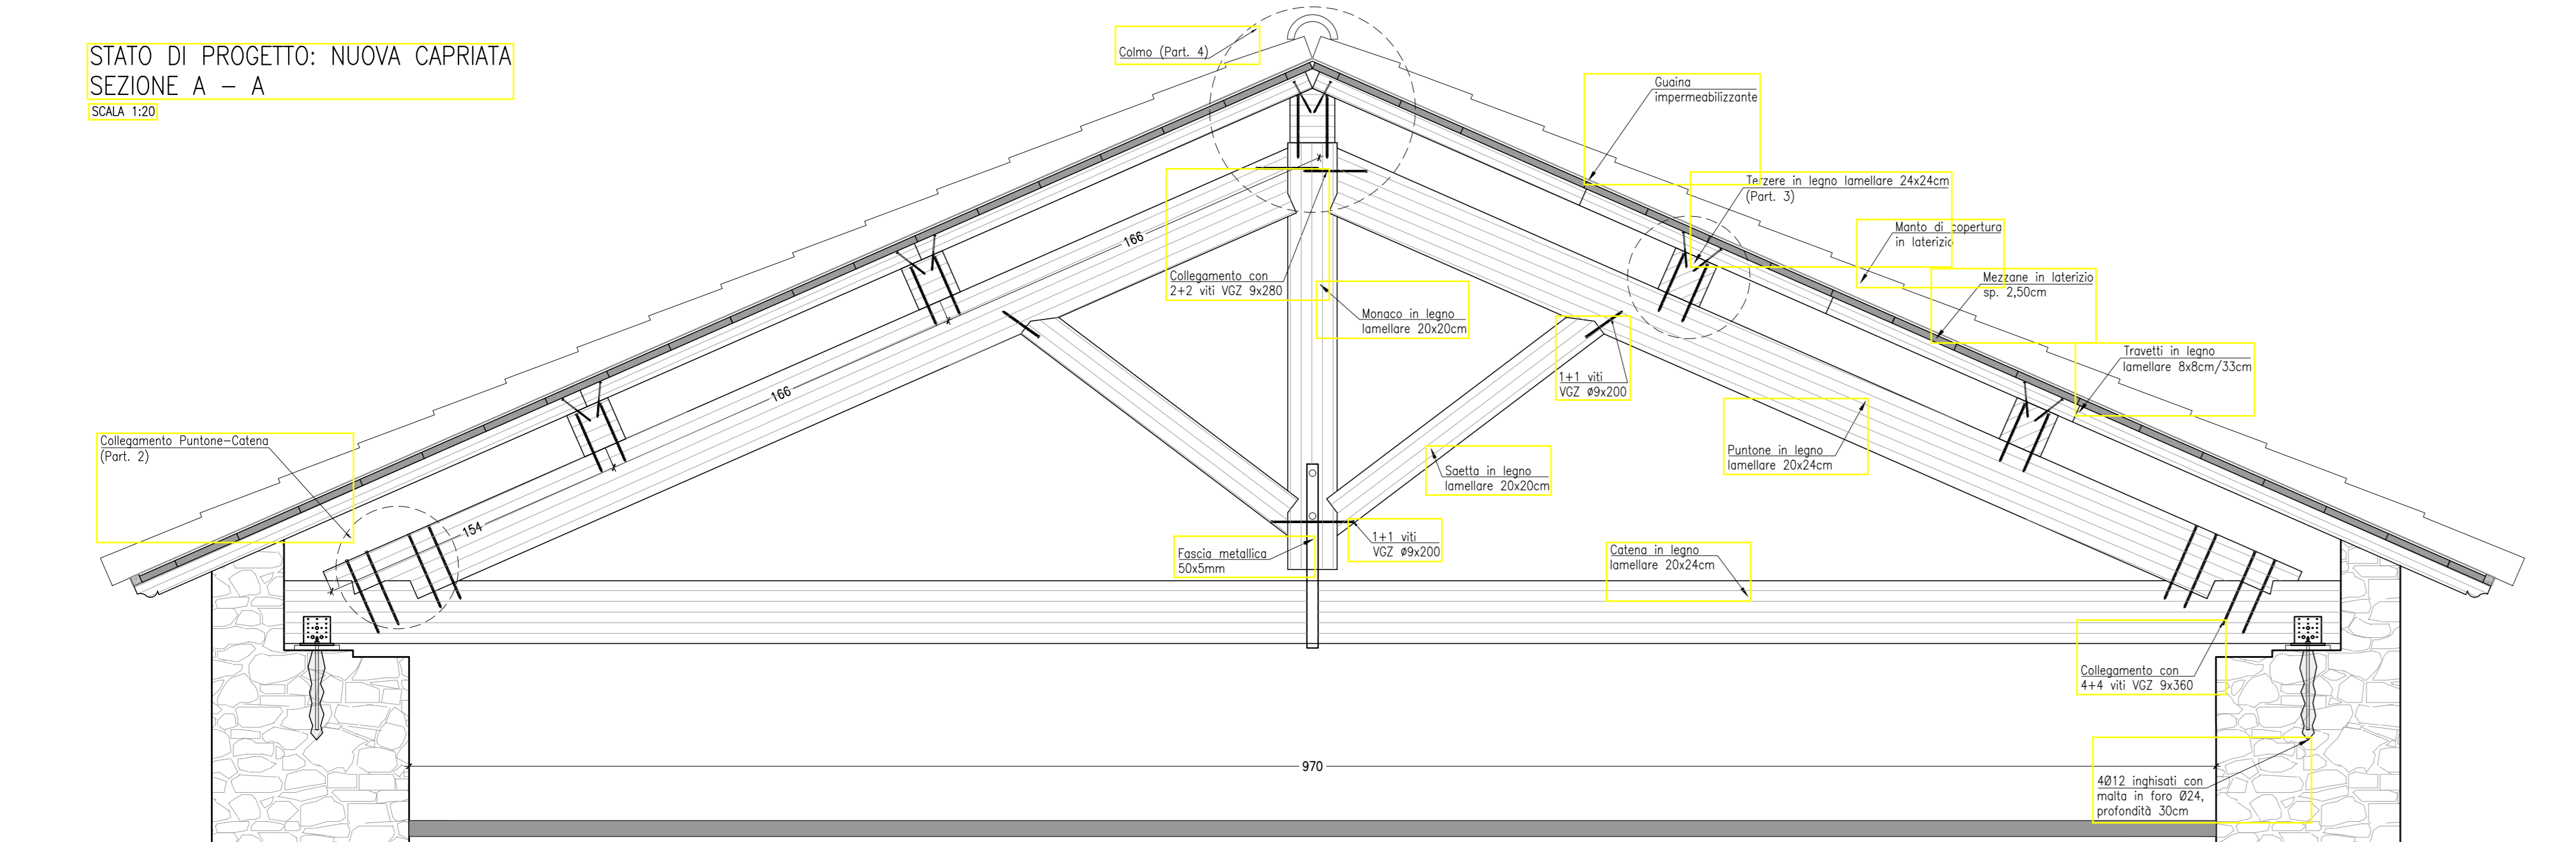 STATO DI PROGETTO: NUOVA CAPRIATA
SEZIONE A – A
SCALA 1:20
Colmo (Part. 4)
Guaina
impermeabilizzante
Terzere in legno lamellare 24x24cm
(Part. 3)
Manto di copertura
in laterizio
Mezzane in laterizio
sp. 2,50cm
Travetti in legno
lamellare 8x8cm/33cm
166
Collegamento con
2+2 viti VGZ 9x280
Monaco in legno
lamellare 20x20cm
1+1 viti
VGZ ø9x200
166
Collegamento Puntone–Catena
(Part. 2)
Puntone in legno
lamellare 20x24cm
Saetta in legno
lamellare 20x20cm
154
1+1 viti
VGZ ø9x200
Fascia metallica
50x5mm
Catena in legno
lamellare 20x24cm
Collegamento con
4+4 viti VGZ 9x360
970
4Ø12 inghisati con
malta in foro Ø24,
profondità 30cm